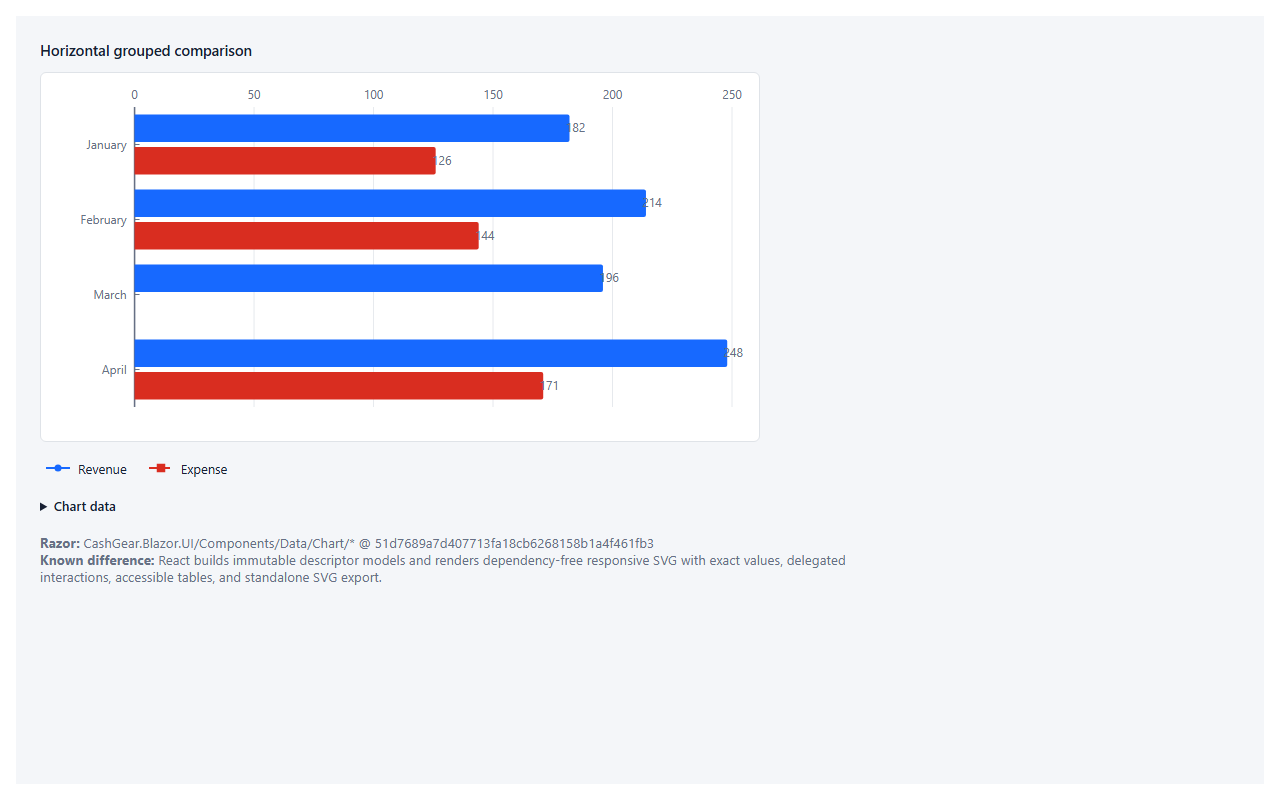 Horizontal grouped comparison
0 50 100 150 200 250
182
January
126
214
February
144
196
March
248
April
171
Revenue Expense
Chart data
Razor: CashGear.Blazor.UI/Components/Data/Chart/* @ 51d7689a7d407713fa18cb6268158b1a4f461fb3
Known difference: React builds immutable descriptor models and renders dependency-free responsive SVG with exact values, delegated
interactions, accessible tables, and standalone SVG export.